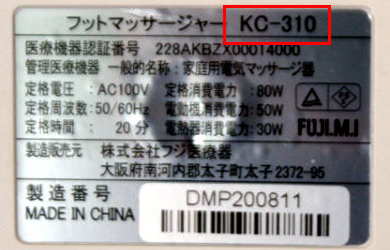 フットマッサージャー KC-310
医療機器認証番号 228AKBZX00014000
管理医療機器 一般的名称:家庭用電気マッサージ器
定格電圧:AC100V 定格消費電力:80W
定格周波数:50/60Hz 電動機消費電力:50W
定格時間:20分 電熱器消費電力:30W
FUJI.M.I
製造販売元 株式会社フジ医療器
大阪府南河内郡太子町太子2372-95
製造番号 DMP200811
MADE IN CHINA